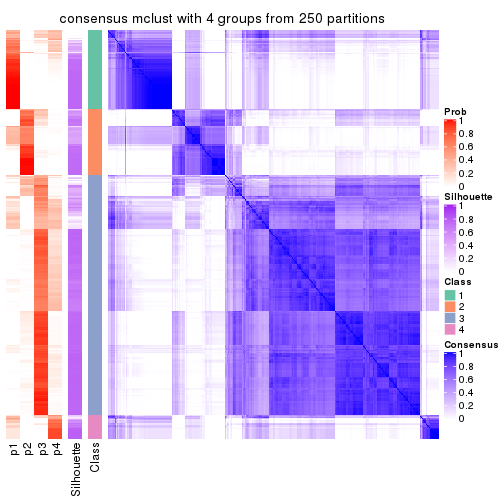 consensus mclust with 4 groups from 250 partitions
Prob
1
0.8
0.6
0.4
0.2
0
Silhouette
1
0.8
0.6
0.4
0.2
0
Class
1
2
3
4
Consensus
1
0.8
0.6
0.4
0.2
0
p1
p2
p3
p4
Silhouette
Class